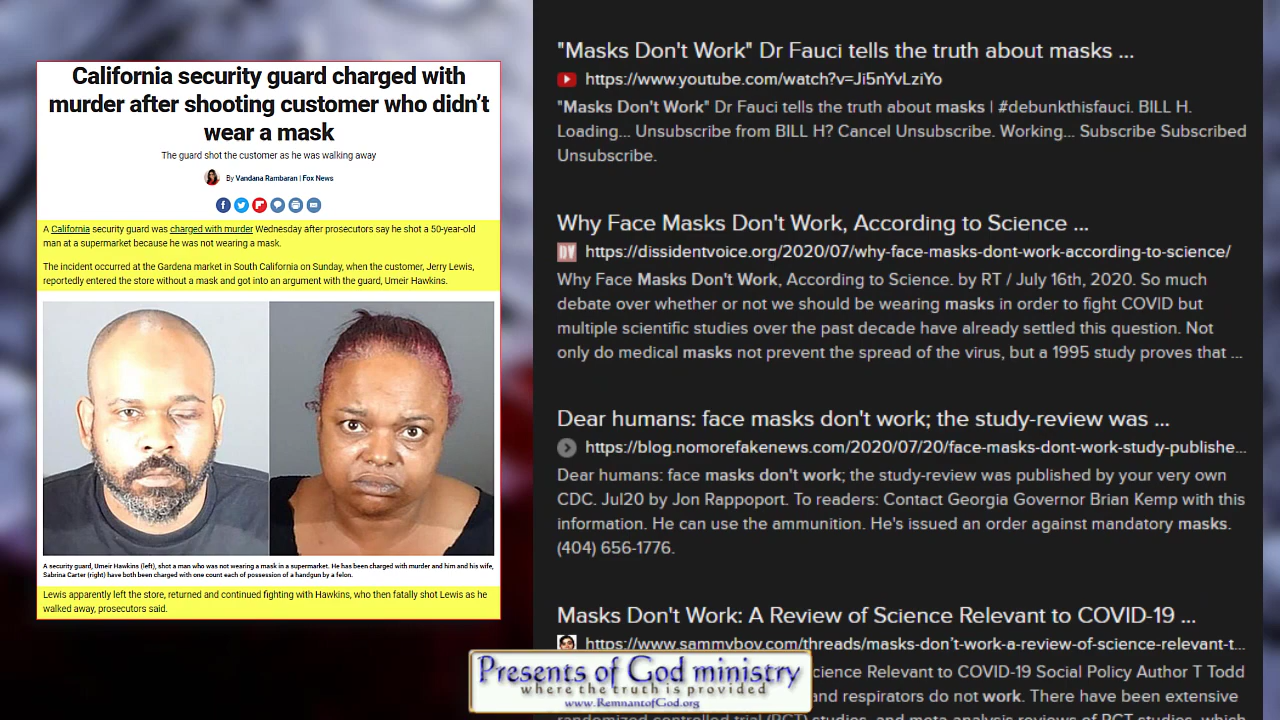 California security guard charged with
murder after shooting customer who didn't
wear a mask
The guard shot the customer as he was walking away
By Vandana Rambaran | Fox News
A California security guard was charged with murder Wednesday after prosecutors say he shot a 50-year-old
man at a supermarket because he was not wearing a mask.
The incident occurred at the Gardena market in South California on Sunday, when the customer, Jerry Lewis,
reportedly entered the store without a mask and got into an argument with the guard, Umeir Hawkins.
A security guard, Umeir Hawkins (left), shot a man who was not wearing a mask in a supermarket. He has been charged with murder and him and his wife,
Sabrina Carter (right) have both been charged with one count each of possession of a handgun by a felon.
Lewis apparently left the store, returned and continued fighting with Hawkins, who then fatally shot Lewis as he
walked away, prosecutors said.
"Masks Don't Work" Dr Fauci tells the truth about masks ...
https://www.youtube.com/watch?v=Ji5nYvLziYo
"Masks Don't Work" Dr Fauci tells the truth about masks | #debunkthisfauci. BILL H.
Loading... Unsubscribe from BILL H? Cancel Unsubscribe. Working... Subscribe Subscribed
Unsubscribe.
Why Face Masks Don't Work, According to Science ...
DV https://dissidentvoice.org/2020/07/why-face-masks-dont-work-according-to-science/
Why Face Masks Don't Work, According to Science. by RT / July 16th, 2020. So much
debate over whether or not we should be wearing masks in order to fight COVID but
multiple scientific studies over the past decade have already settled this question. Not
only do medical masks not prevent the spread of the virus, but a 1995 study proves that ...
Dear humans: face masks don't work; the study-review was ...
https://blog.nomorefakenews.com/2020/07/20/face-masks-dont-work-study-publishe...
Dear humans: face masks don't work; the study-review was published by your very own
CDC. Jul20 by Jon Rappoport. To readers: Contact Georgia Governor Brian Kemp with this
information. He can use the ammunition. He's issued an order against mandatory masks.
(404) 656-1776.
Masks Don't Work: A Review of Science Relevant to COVID-19 ...
https://www.sammyboy.com/threads/masks-don't-work-a-review-of-science-relevant-t...
cience Relevant to COVID-19 Social Policy Author T Todd
and respirators do not work. There have been extensive
randomized controlled trial (RCT) studies, and meta-analysis reviews of RCT studies, which
Presents of God ministry
where the truth is provided
www.RemnantofGod.org